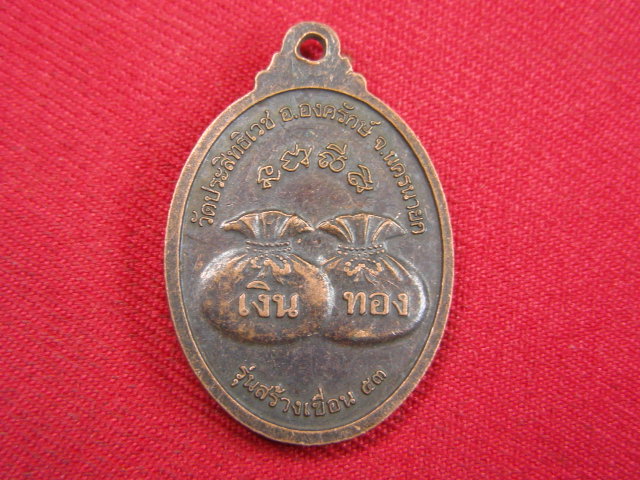 วัดประสิทธิเวช อ.องครักษ์ จ.นครนายก
เงิน ทอง
รุ่นสร้างเขื่อน ๕๓